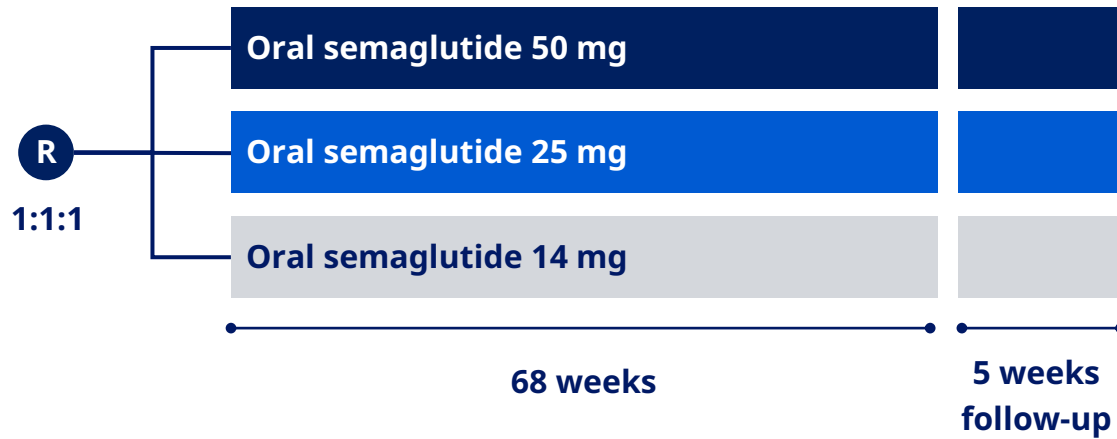 Oral semaglutide 50 mg
R
Oral semaglutide 25 mg
1:1:1
Oral semaglutide 14 mg
68 weeks
5 weeks
follow-up